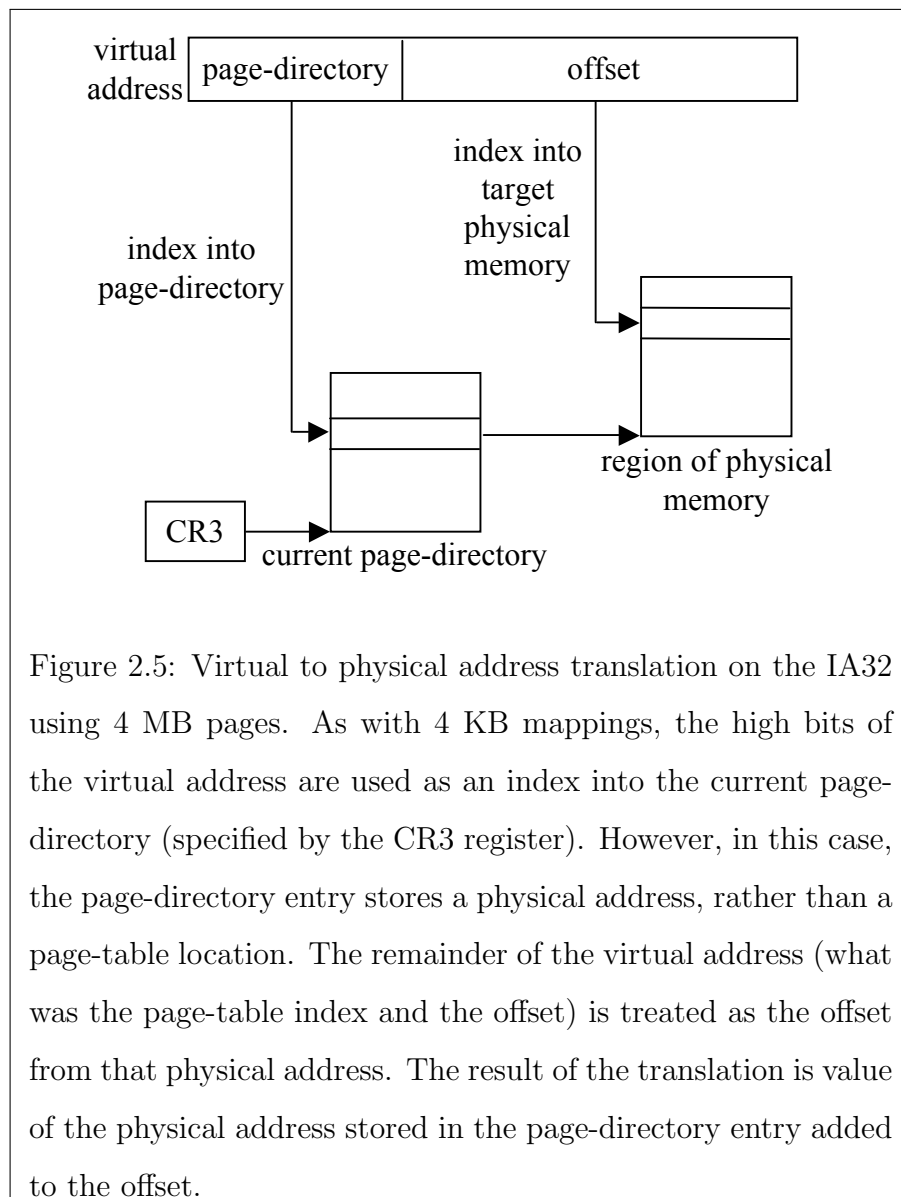 virtual
address
page-directory
offset
index into
target
physical
memory
index into
page-directory
region of physical
memory
CR3
current page-directory
Figure 2.5: Virtual to physical address translation on the IA32
using 4 MB pages. As with 4 KB mappings, the high bits of
the virtual address are used as an index into the current page-
directory (specified by the CR3 register). However, in this case,
the page-directory entry stores a physical address, rather than a
page-table location. The remainder of the virtual address (what
was the page-table index and the offset) is treated as the offset
from that physical address. The result of the translation is value
of the physical address stored in the page-directory entry added
to the offset.